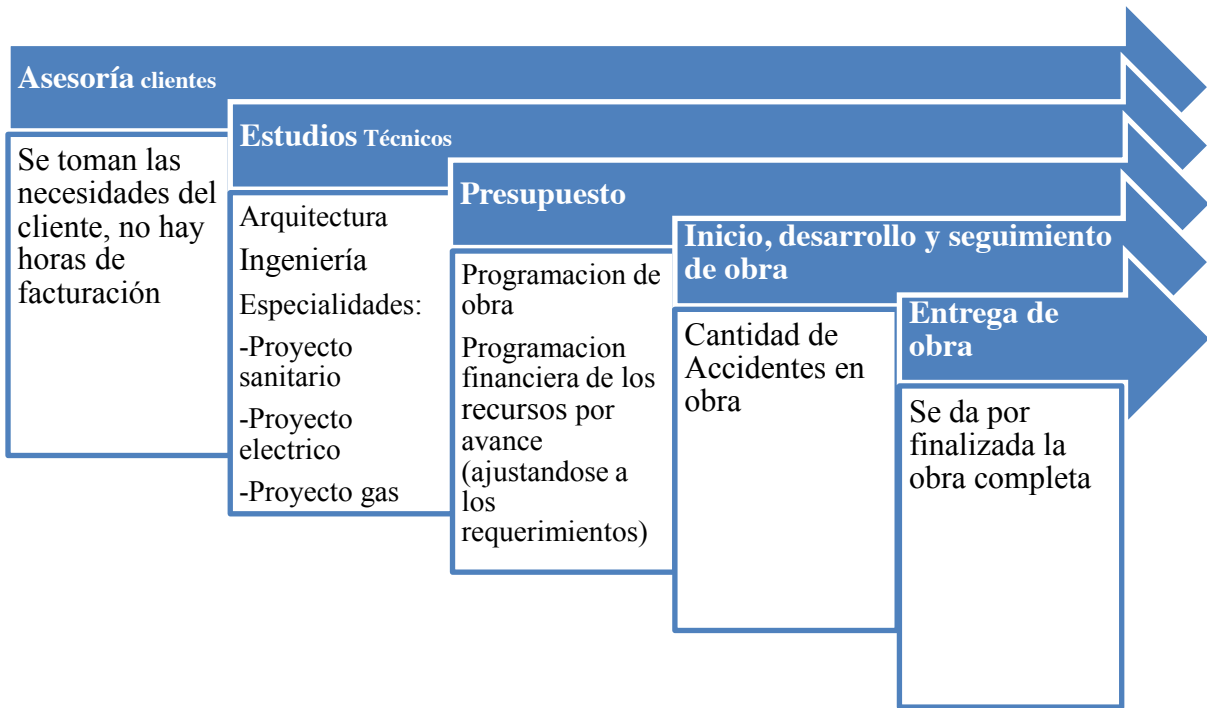 Asesoría clientes
Se toman las
necesidades del
cliente, no hay
horas de
facturación
Estudios Técnicos
Arquitectura
Ingeniería
Especialidades:
-Proyecto
sanitario
-Proyecto
electrico
-Proyecto gas
Presupuesto
Programacion de
obra
Programacion
financiera de los
recursos por
avance
(ajustandose a
los
requerimientos)
Inicio, desarrollo y seguimiento
de obra
Cantidad de
Accidentes en
obra
Entrega de
obra
Se da por
finalizada la
obra completa